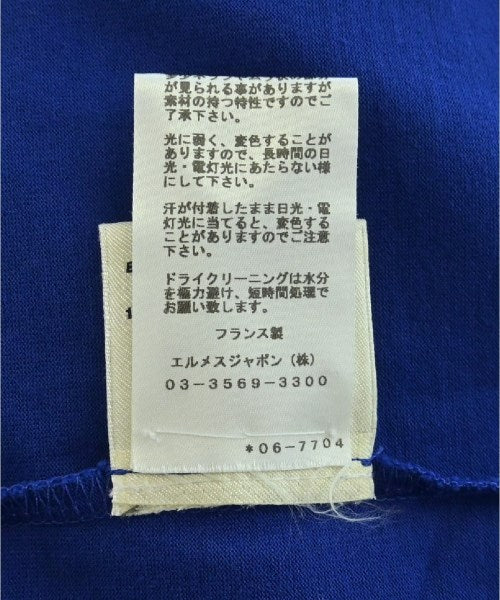 が見られる事がありますが
素材の持つ特性ですのでご
了承下さい。
光に弱く、変色することが
ありますので、長時間の日
光・電灯光にあたらない様
にして下さい。
汗が付着したまま日光・電
灯光に当てると、変色する
ことがありますのでご注意
下さい。
ドライクリーニングは水分
を極力避け、短時間処理で
お願い致します。
フランス製
エルメスジャポン(株)
03-3569-3300
*06-7704